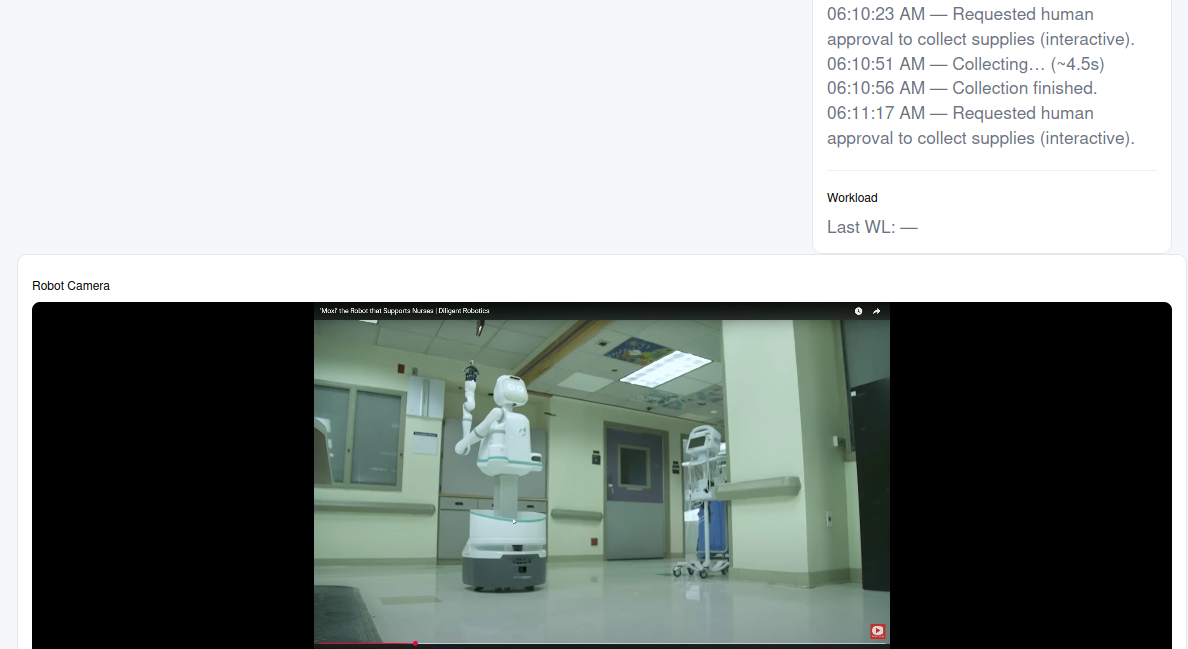 06:10:23 AM — Requested human
approval to collect supplies (interactive).
06:10:51 AM — Collecting… (~4.5s)
06:10:56 AM — Collection finished.
06:11:17 AM — Requested human
approval to collect supplies (interactive).
Workload
Last WL: —
Robot Camera
'Moxi' the Robot that Supports Nurses | Diligent Robotics